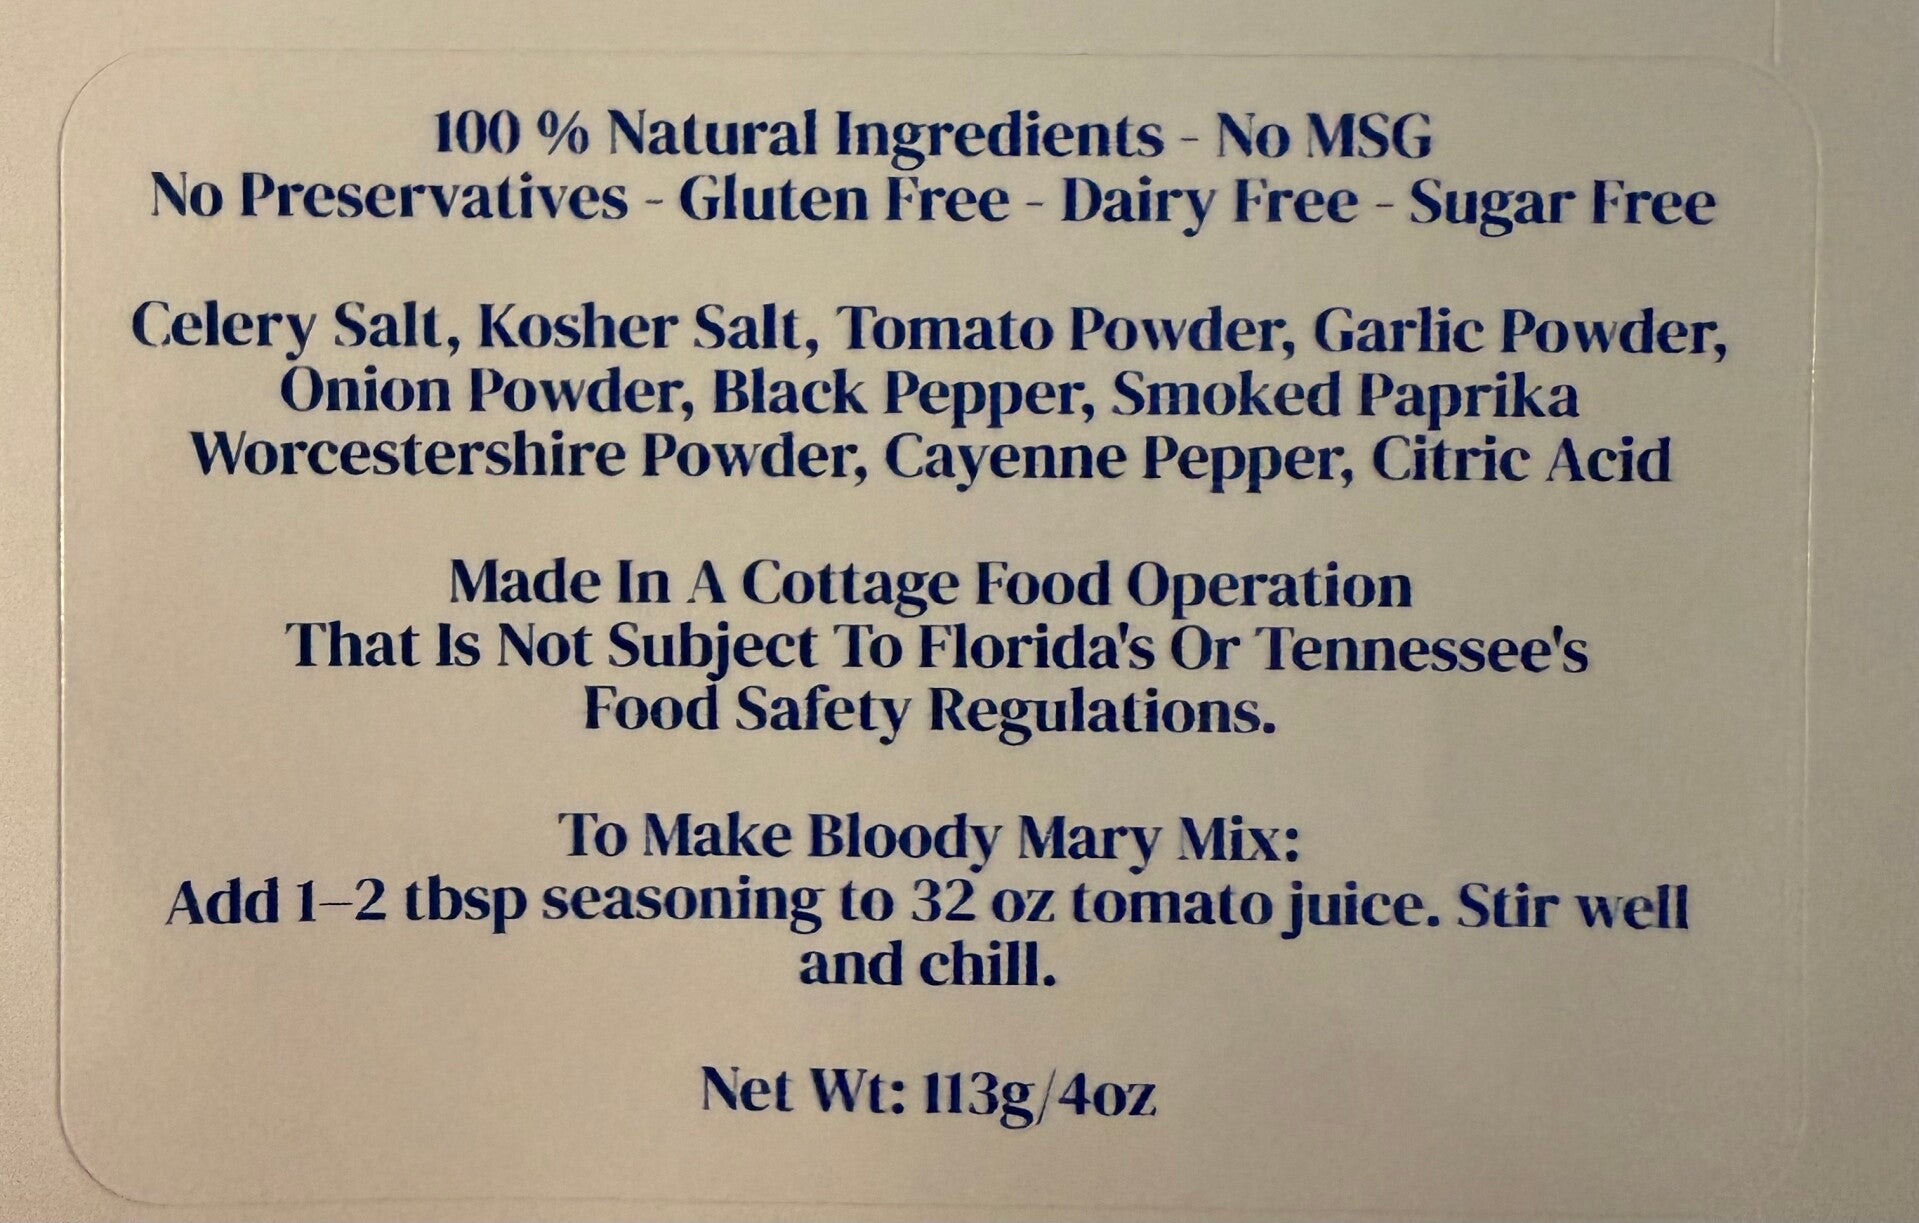 100 % Natural Ingredients - No MSG
No Preservatives - Gluten Free - Dairy Free - Sugar Free
Celery Salt, Kosher Salt, Tomato Powder, Garlic Powder,
Onion Powder, Black Pepper, Smoked Paprika
Worcestershire Powder, Cayenne Pepper, Citric Acid
Made In A Cottage Food Operation
That Is Not Subject To Florida's Or Tennessee's
Food Safety Regulations.
To Make Bloody Mary Mix:
Add 1–2 tbsp seasoning to 32 oz tomato juice. Stir well
and chill.
Net Wt: 113g/4oz